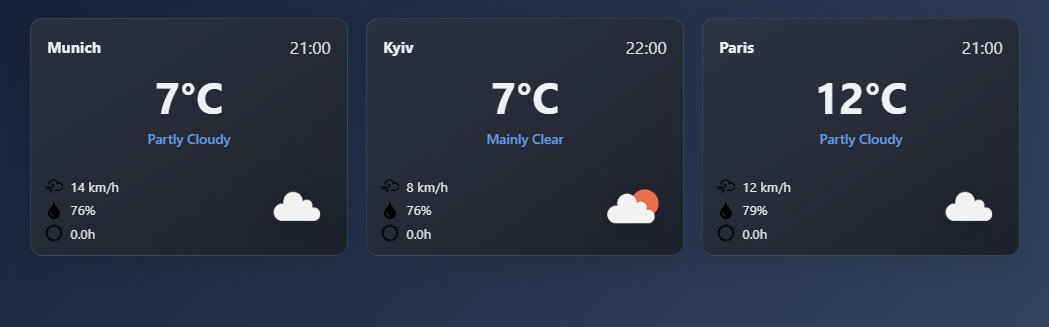 Munich 21:00
7°C
Partly Cloudy
14 km/h
76%
0.0h
Kyiv 22:00
7°C
Mainly Clear
8 km/h
76%
0.0h
Paris 21:00
12°C
Partly Cloudy
12 km/h
79%
0.0h